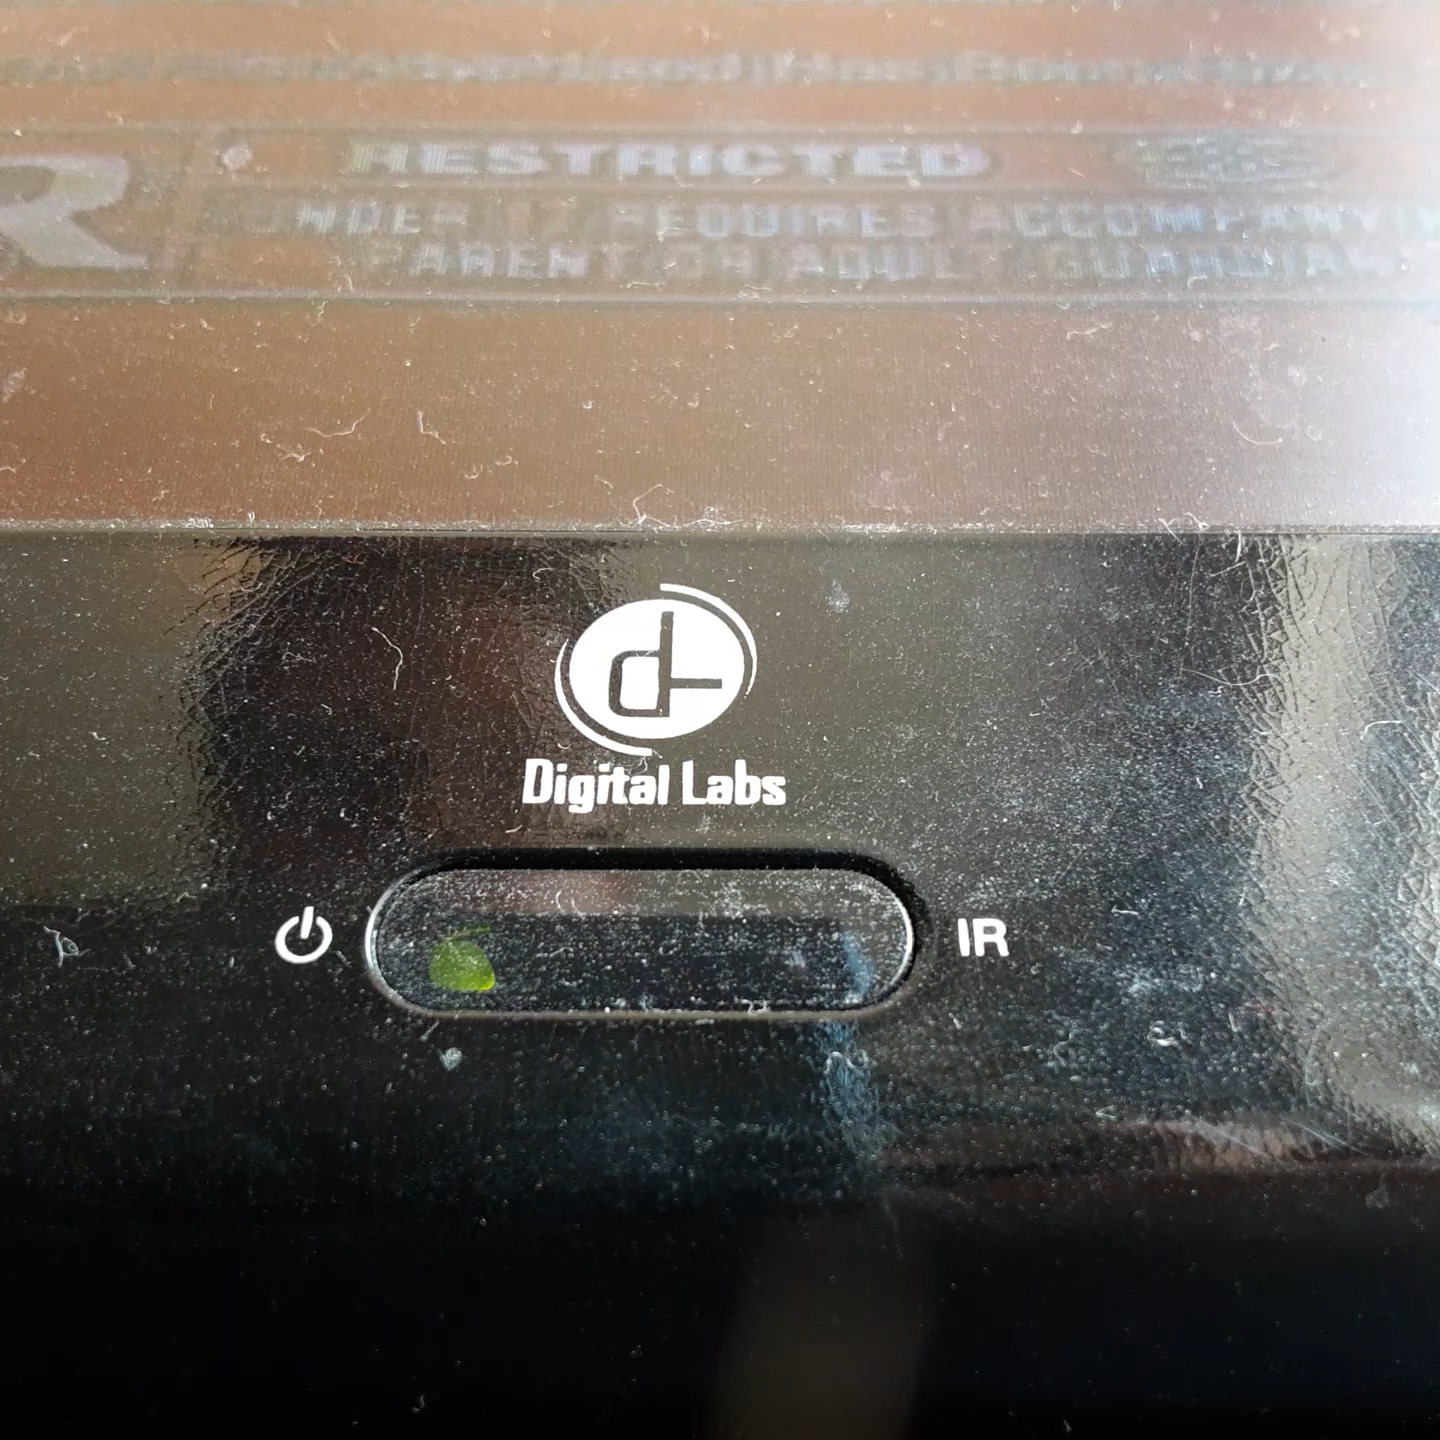 R
RESTRICTED
UNDER 17 REQUIRES ACCOMPANYING
PARENT OR ADULT GUARDIAN
Digital Labs
IR